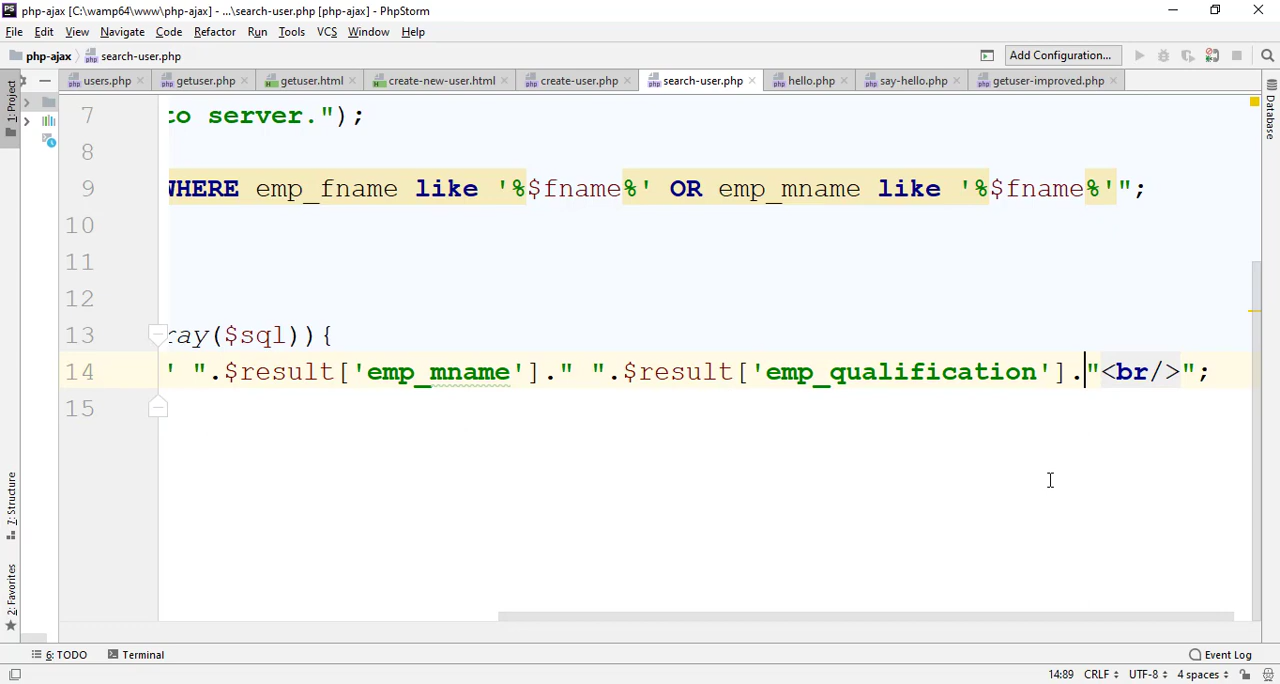 php-ajax [C:\wamp64\www\php-ajax] - ...\search-user.php [php-ajax] - PhpStorm
File Edit View Navigate Code Refactor Run Tools VCS Window Help
php-ajax search-user.php Add Configuration...
users.php getuser.php getuser.html create-new-user.html create-user.php search-user.php hello.php say-hello.php getuser-improved.php
1: Project
Database
7 to server.");
8
9 WHERE emp_fname like '%$fname%' OR emp_mname like '%$fname%'";
10
11
12
13 ray($sql)){
14 ' ".$result['emp_mname']." ".$result['emp_qualification']."<br/>";
15
7: Structure
2: Favorites
6: TODO Terminal Event Log
14:89 CRLF UTF-8 4 spaces